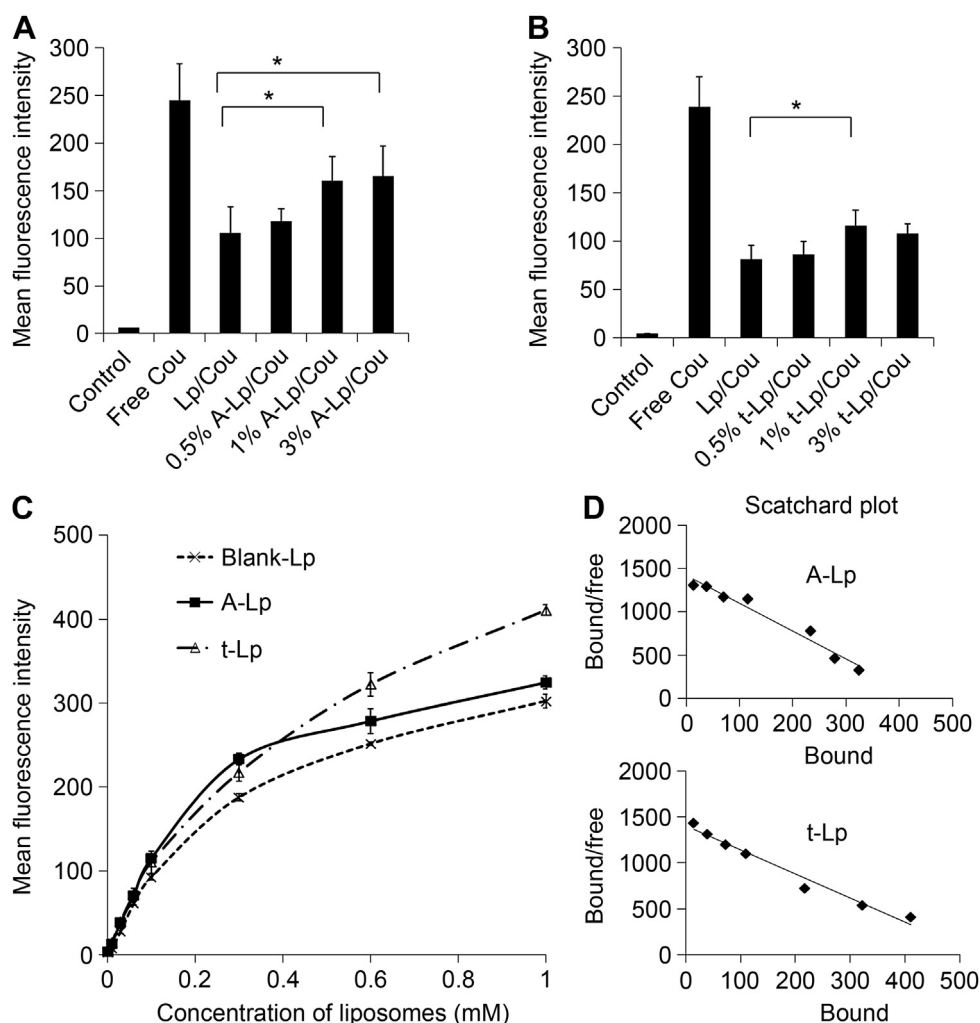 A
Mean fluorescence intensity
300
250
200
150
100
50
0
*
*
Control
Free Cou
Lp/Cou
0.5% A-Lp/Cou
1% A-Lp/Cou
3% A-Lp/Cou
B
Mean fluorescence intensity
300
250
200
150
100
50
0
*
Control
Free Cou
Lp/Cou
0.5% t-Lp/Cou
1% t-Lp/Cou
3% t-Lp/Cou
C
Mean fluorescence intensity
500
400
300
200
100
0
Blank-Lp
A-Lp
t-Lp
0 0.2 0.4 0.6 0.8 1
Concentration of liposomes (mM)
D
Scatchard plot
Bound/free
2000
1500
1000
500
0
A-Lp
0 100 200 300 400 500
Bound
Bound/free
2000
1500
1000
500
0
t-Lp
0 100 200 300 400 500
Bound